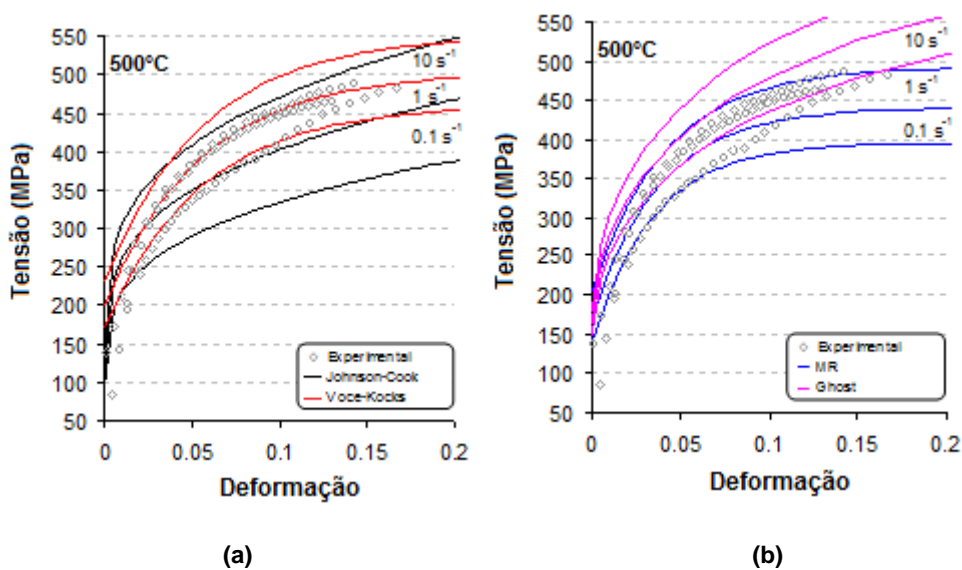 500°C
10 s⁻¹
1 s⁻¹
0.1 s⁻¹
Tensão (MPa)
550
500
450
400
350
300
250
200
150
100
50
Experimental
Johnson-Cook
Voce-Kocks
0 0.05 0.1 0.15 0.2
Deformação
(a)
500°C
10 s⁻¹
1 s⁻¹
0.1 s⁻¹
Tensão (MPa)
550
500
450
400
350
300
250
200
150
100
50
Experimental
MR
Ghost
0 0.05 0.1 0.15 0.2
Deformação
(b)